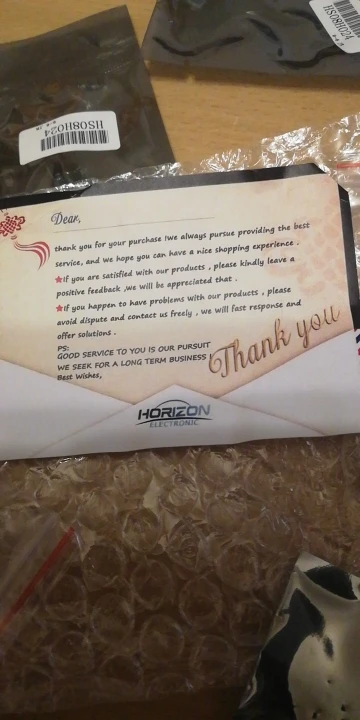 HS08H024
HS08H024
Dear,
thank you for your purchase !we always pursue providing the best
service, and we hope you can have a nice shopping experience .
★if you are satisfied with our products , please kindly leave a
positive feedback ,we will be appreciated that .
★if you happen to have problems with our products , please
avoid dispute and contact us freely , we will fast response and
offer solutions .
PS:
GOOD SERVICE TO YOU IS OUR PURSUIT
WE SEEK FOR A LONG TERM BUSINESS
Best Wishes,
Thank you
HORIZON
ELECTRONIC